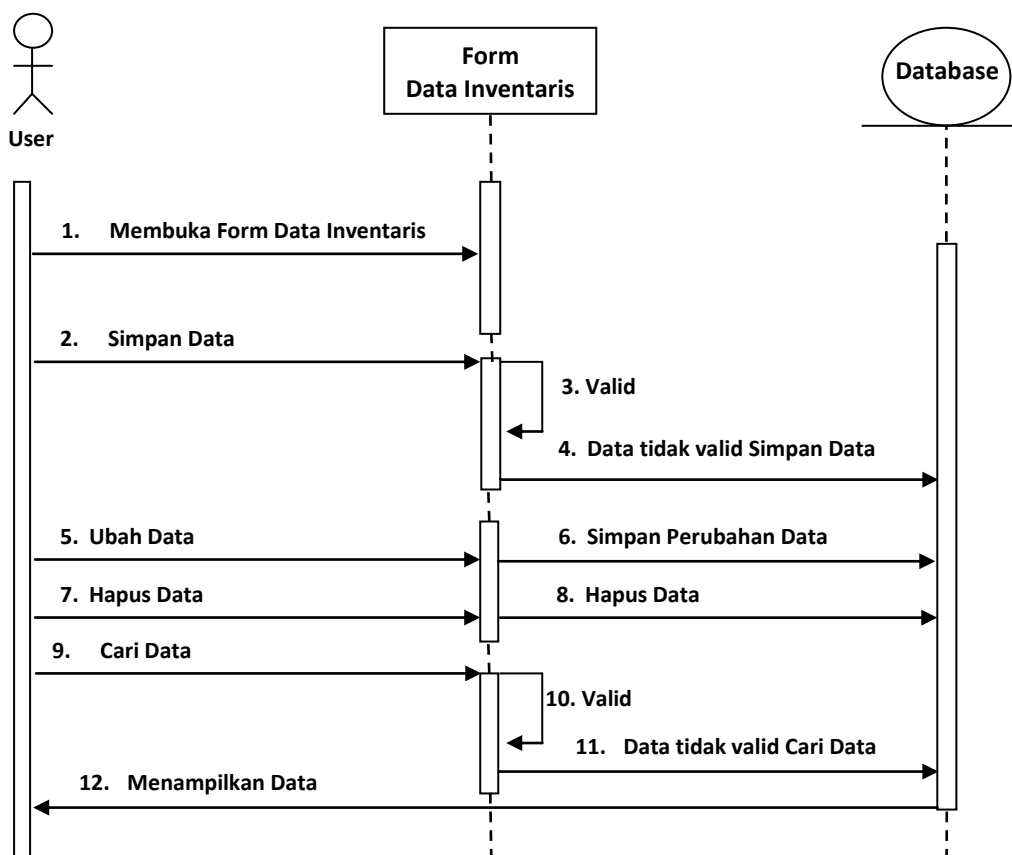 Form
Data Inventaris
Database
User
1. Membuka Form Data Inventaris
2. Simpan Data
3. Valid
4. Data tidak valid Simpan Data
5. Ubah Data
6. Simpan Perubahan Data
7. Hapus Data
8. Hapus Data
9. Cari Data
10. Valid
11. Data tidak valid Cari Data
12. Menampilkan Data